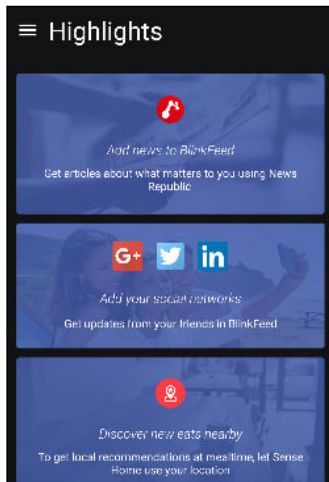 Highlights
Add news to BlinkFeed
Get articles about what matters to you using News
Republic
G+ in
Add your social networks
Get updates from your friends in BlinkFeed
Discover new eats nearby
To get local recommendations at mealtime, let Sense
Home use your location